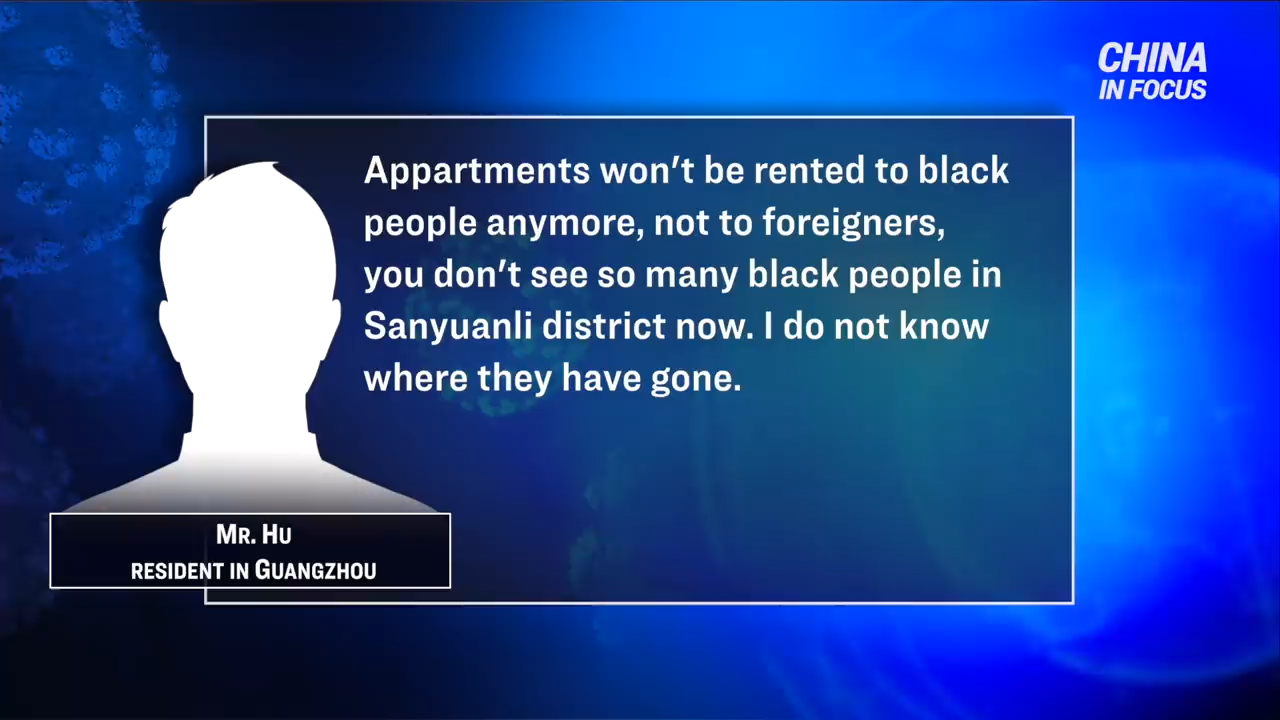 CHINA
IN FOCUS
Appartments won't be rented to black
people anymore, not to foreigners,
you don't see so many black people in
Sanyuanli district now. I do not know
where they have gone.
MR. HU
RESIDENT IN GUANGZHOU